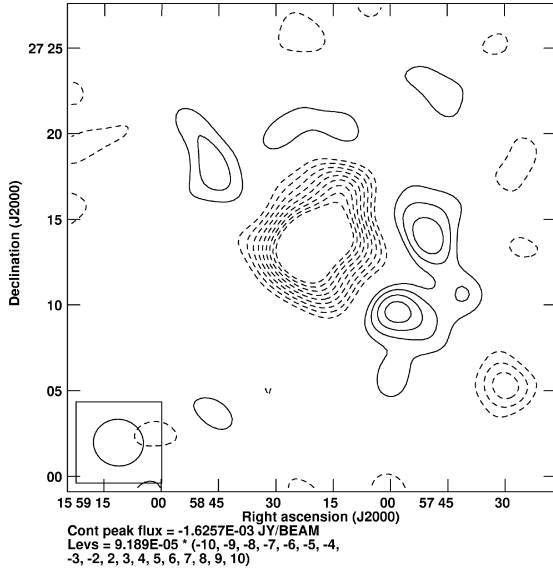 27 25
20
15
10
05
00
Declination (J2000)
15 59 15 00 58 45 30 15 00 57 45 30
Right ascension (J2000)
Cont peak flux = -1.6257E-03 JY/BEAM
Levs = 9.189E-05 * (-10, -9, -8, -7, -6, -5, -4,
-3, -2, 2, 3, 4, 5, 6, 7, 8, 9, 10)